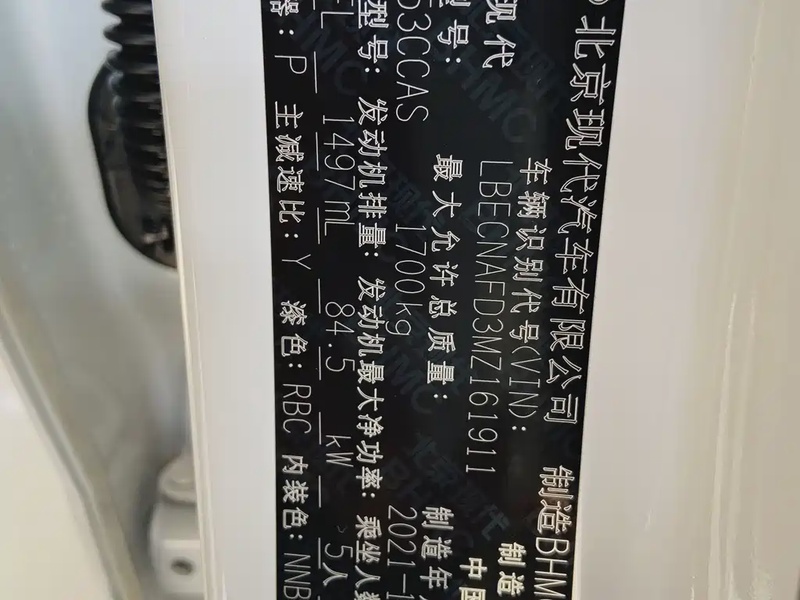 北京现代汽车有限公司 制造BHM
车辆识别代号(VIN): 制造
LBECNAFD3MZ161911 中国
现代 最大允许总质量: 制造年
型号: 1700kg 2021-1
53CCAS
型号: 发动机排量: 发动机最大净功率: 乘坐人数
FL 1497mL 84.5 kW 5人
器: P 主减速比: Y 漆色: RBC 内装色: NNB